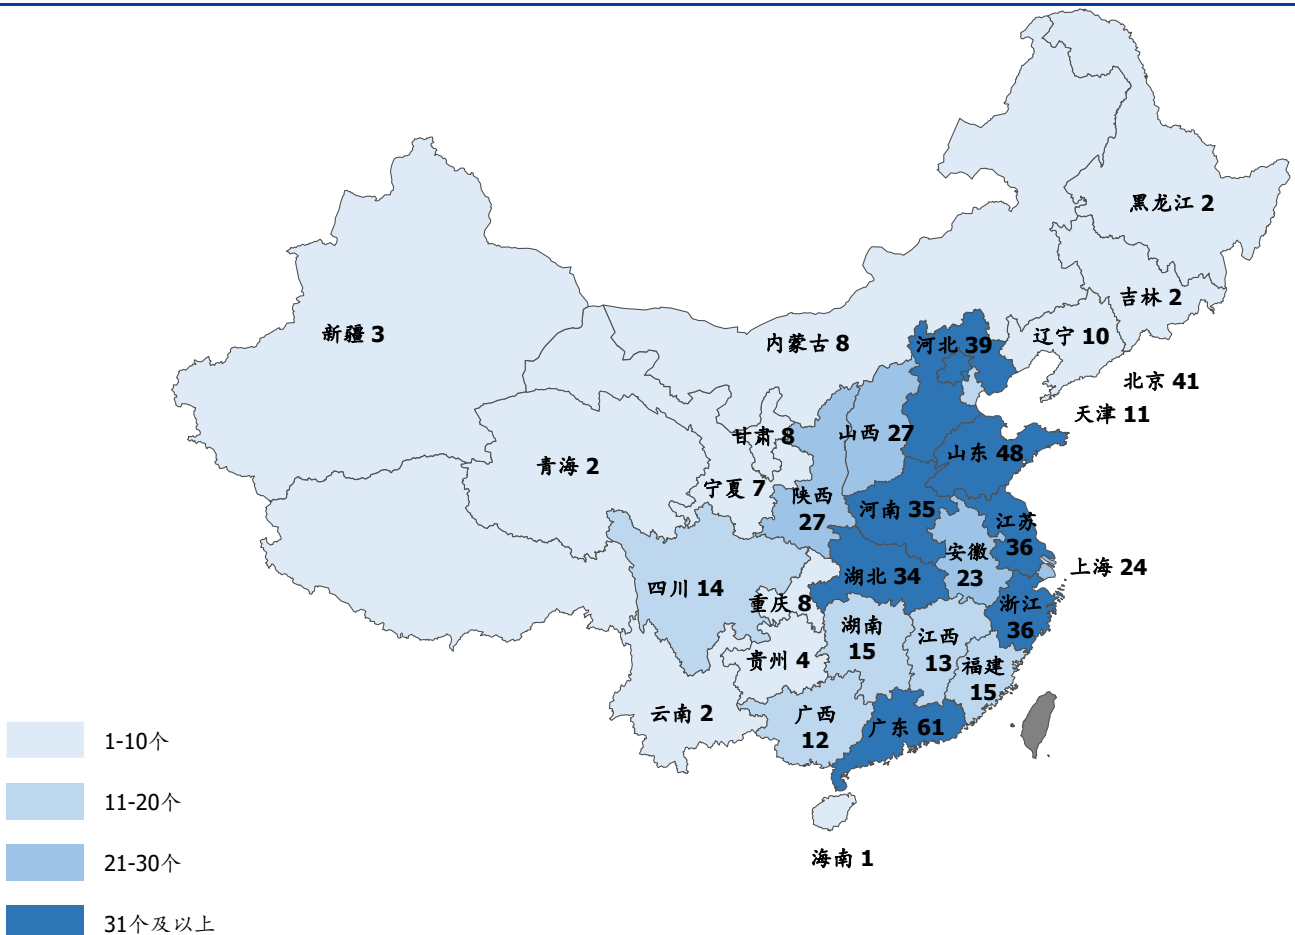 黑龙江 2
吉林 2
新疆 3
辽宁 10
内蒙古 8
河北 39
北京 41
天津 11
甘肃 8
山西 27
山东 48
青海 2
宁夏 7
陕西
27
河南 35
江苏
36
安徽
23
上海 24
四川 14
湖北 34
重庆 8
浙江
36
湖南
15
江西
13
贵州 4
福建
15
云南 2
广西
12
广东 61
海南 1
1-10个
11-20个
21-30个
31个及以上